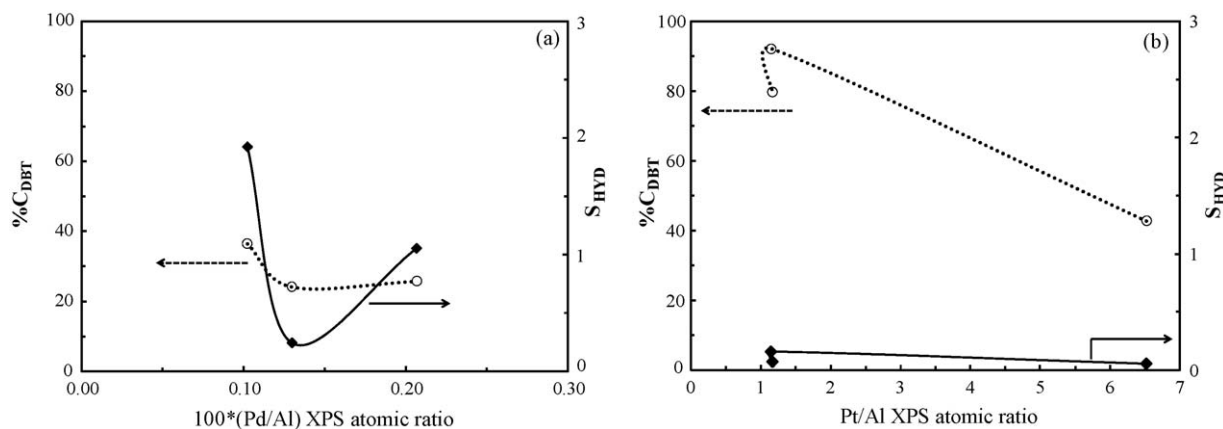 (a)
100
80
60
40
20
0
%C_DBT
3
2
1
0
S_HYD
0.00 0.10 0.20 0.30
100*(Pd/Al) XPS atomic ratio
(b)
100
80
60
40
20
0
%C_DBT
3
2
1
0
S_HYD
0 1 2 3 4 5 6 7
Pt/Al XPS atomic ratio